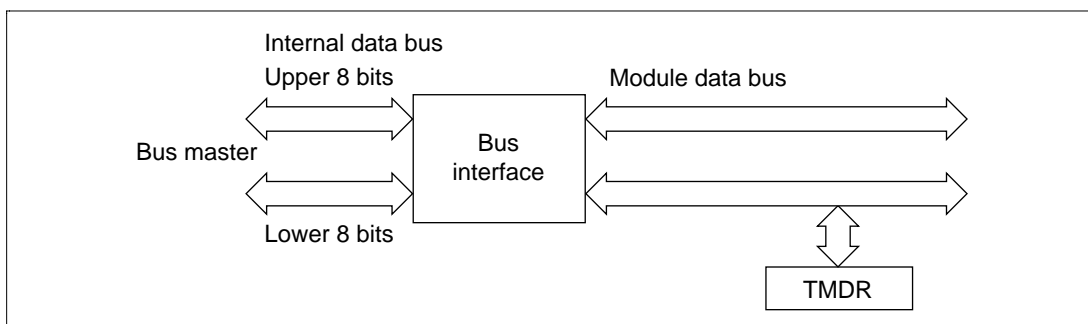 Internal data bus
Upper 8 bits
Module data bus
Bus master
Bus
interface
Lower 8 bits
TMDR